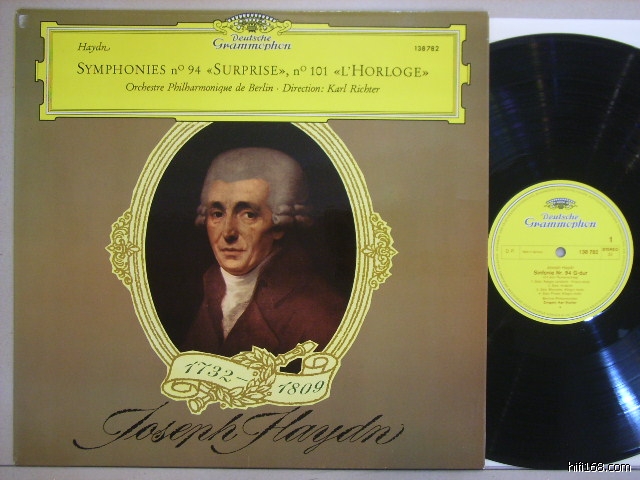 Deutsche
Grammophon
Haydn
138782
SYMPHONIES nº 94 «SURPRISE», nº 101 «L'HORLOGE»
Orchestre Philharmonique de Berlin · Direction: Karl Richter
1732–
1809
Joseph Haydn
Deutsche
Grammophon
1
138 782
STEREO
Sinfonie Nr. 94 G-dur
hifi168.com